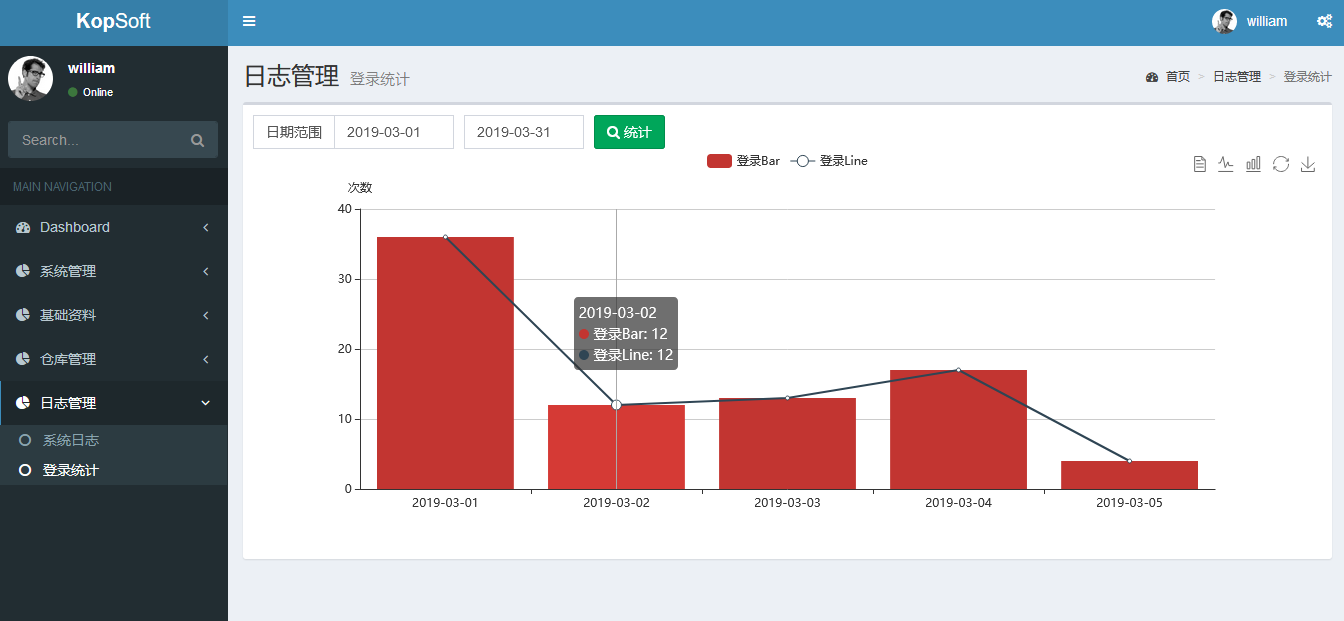 KopSoft
william
william
Online
Search...
MAIN NAVIGATION
Dashboard
系统管理
基础资料
仓库管理
日志管理
系统日志
登录统计
日志管理 登录统计
首页 > 日志管理 > 登录统计
日期范围 2019-03-01 2019-03-31 统计
登录Bar 登录Line
次数
40
30
20
10
0
2019-03-02
登录Bar: 12
登录Line: 12
2019-03-01 2019-03-02 2019-03-03 2019-03-04 2019-03-05